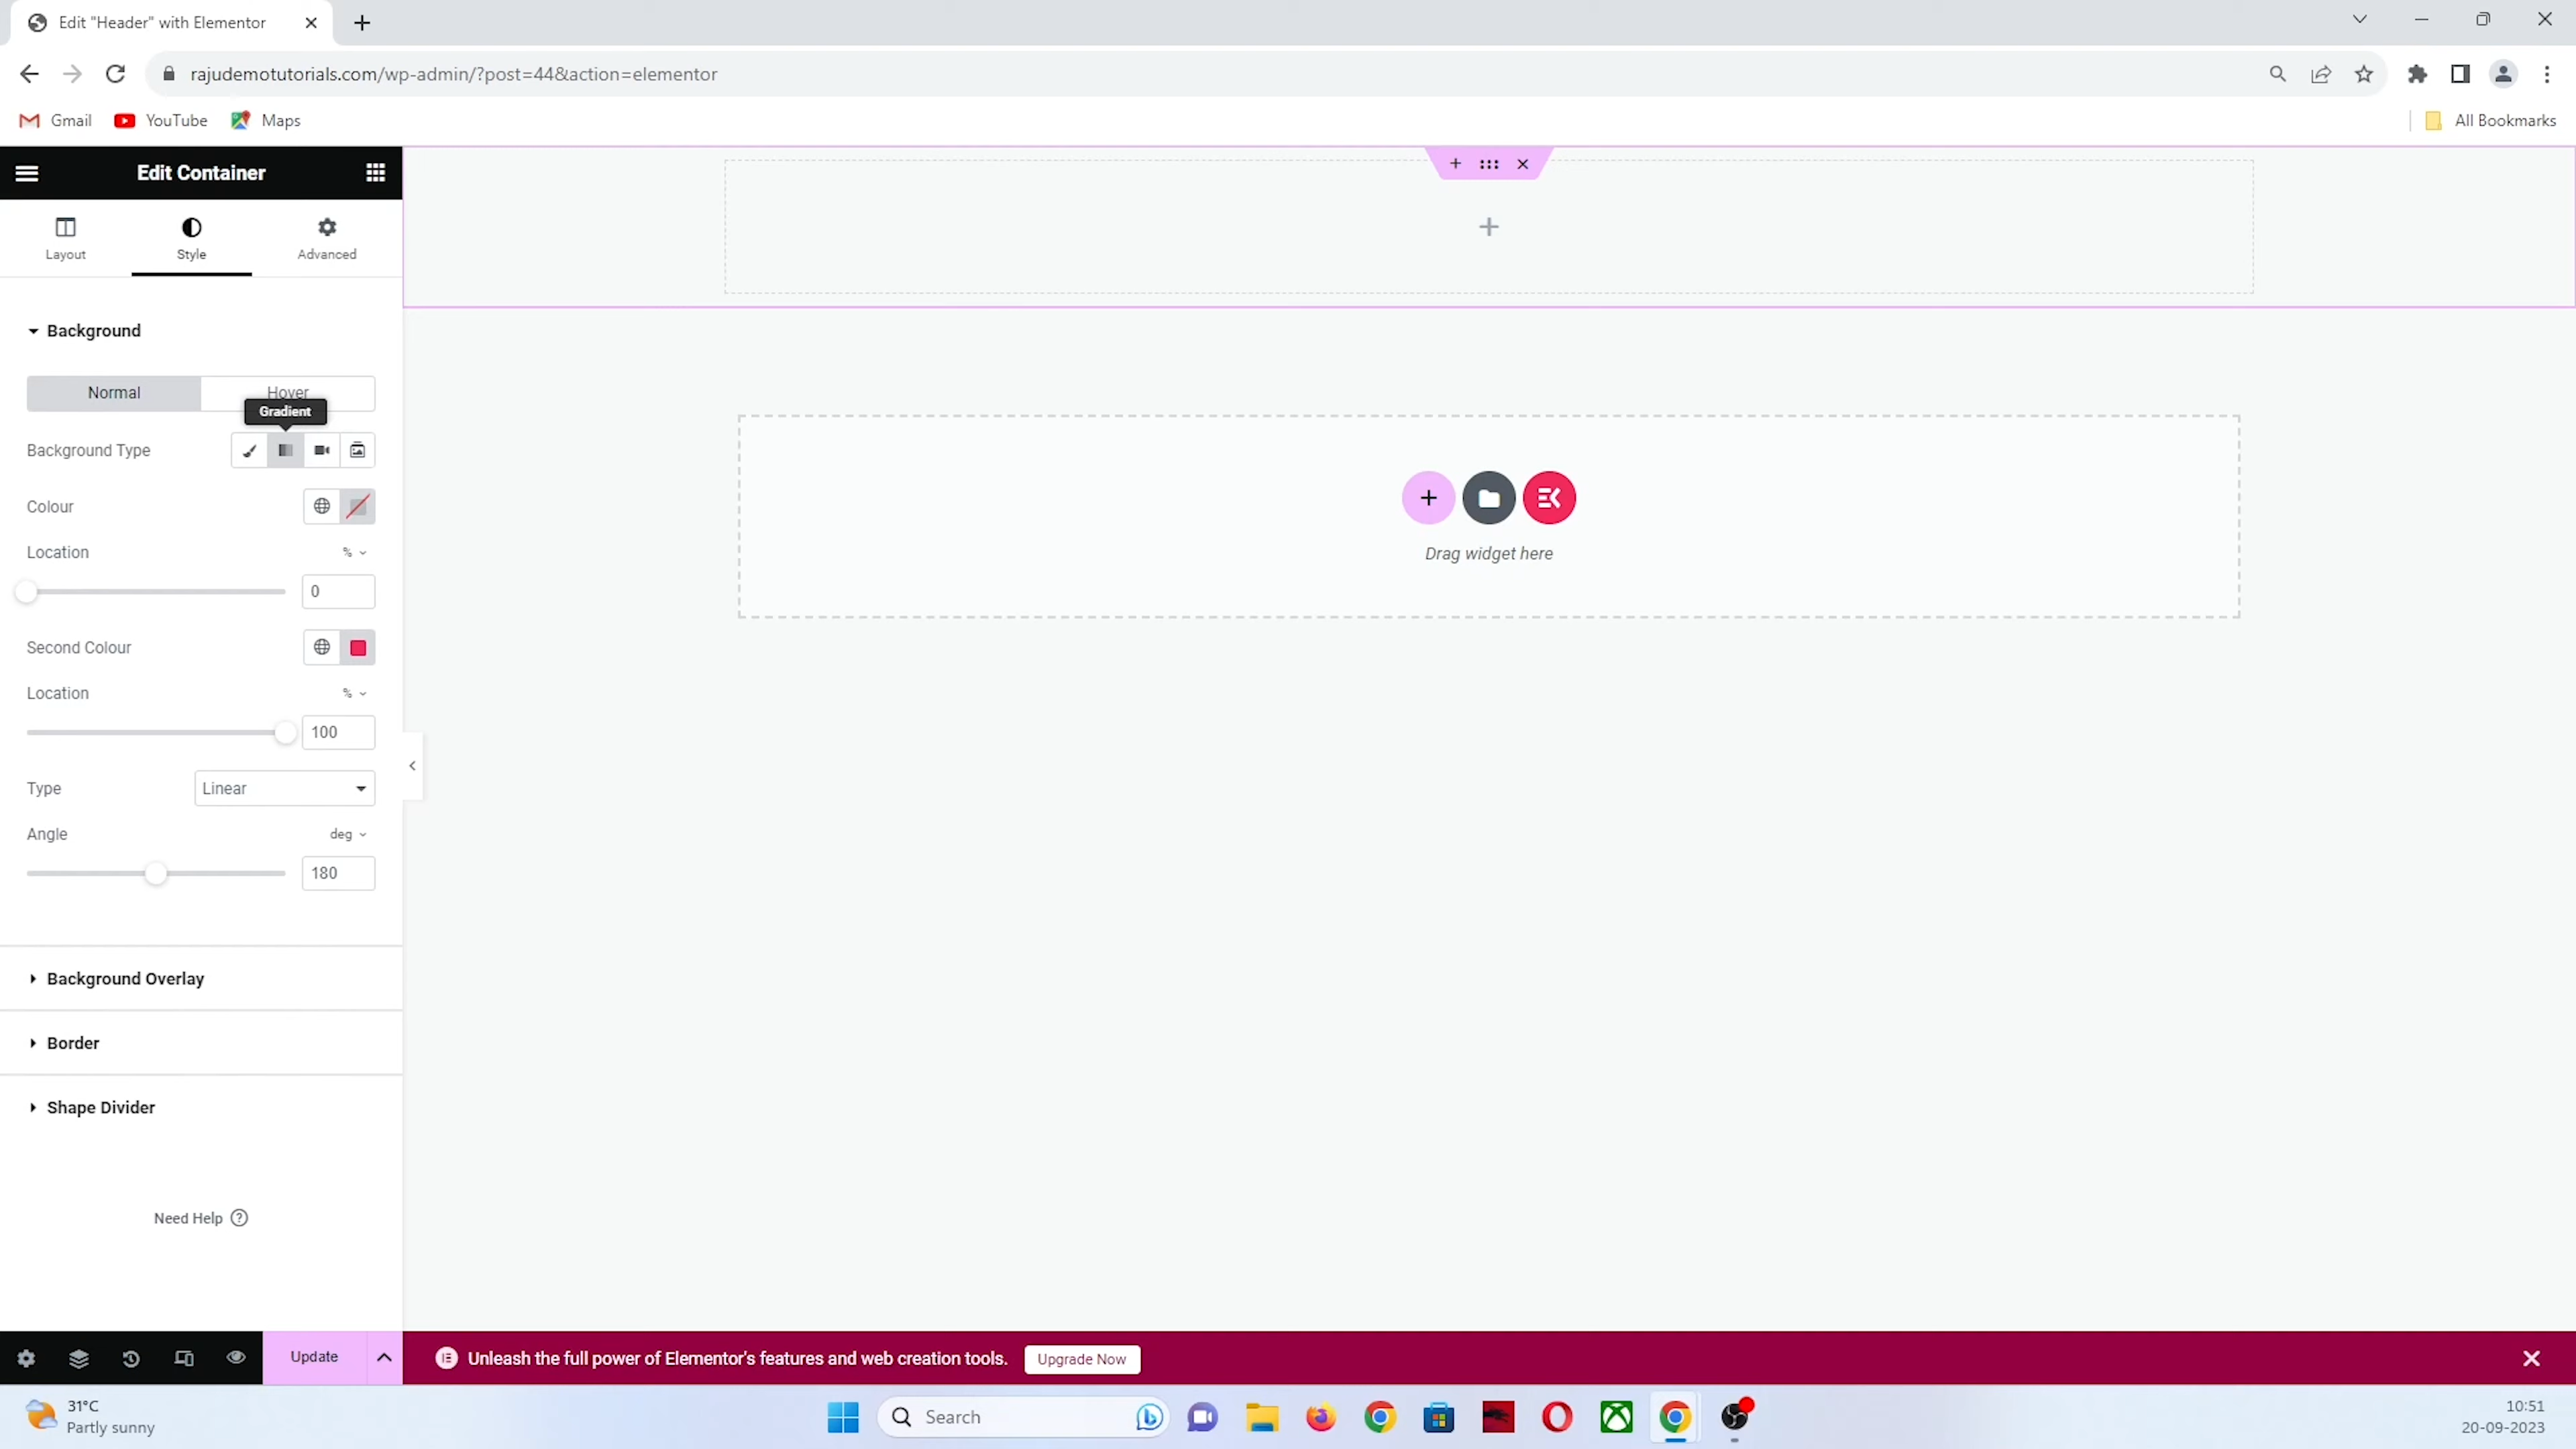 Edit "Header" with Elementor
rajudemotutorials.com/wp-admin/?post=44&action=elementor
Gmail
YouTube
Maps
All Bookmarks
Edit Container
Layout
Style
Advanced
Background
Normal
Hover
Gradient
Background Type
Colour
Location
%
0
Second Colour
Location
%
100
Type
Linear
Angle
deg
180
Background Overlay
Border
Shape Divider
Need Help
Drag widget here
Update
Unleash the full power of Elementor's features and web creation tools.
Upgrade Now
31°C
Partly sunny
Search
10:51
20-09-2023